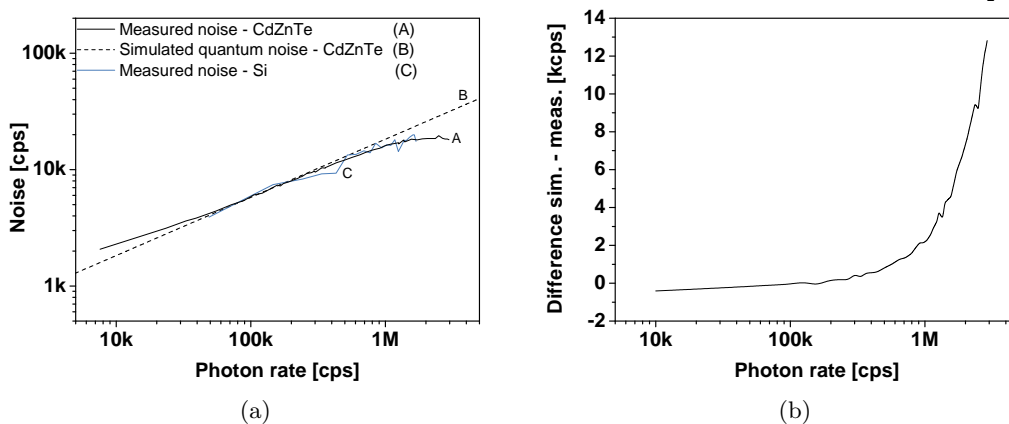 Measured noise - CdZnTe (A)
Simulated quantum noise - CdZnTe (B)
Measured noise - Si (C)
100k
10k
1k
Noise [cps]
B
A
C
10k 100k 1M
Photon rate [cps]
(a)
14
12
10
8
6
4
2
0
-2
Difference sim. - meas. [kcps]
10k 100k 1M
Photon rate [cps]
(b)